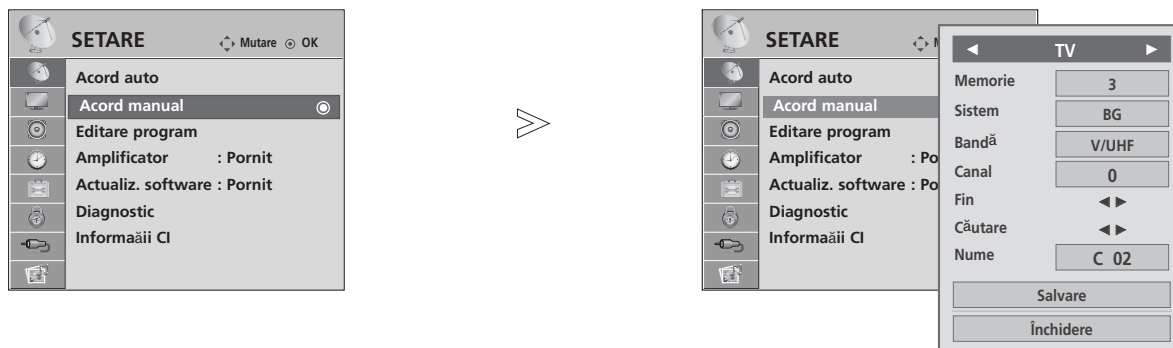 SETARE Mutare OK
Acord auto
Acord manual
Editare program
Amplificator : Pornit
Actualiz. software : Pornit
Diagnostic
Informaăii CI
SETARE M
Acord auto
Acord manual
Editare program
Amplificator : Po
Actualiz. software : Po
Diagnostic
Informaăii CI
◄ TV ►
Memorie 3
Sistem BG
Bandă V/UHF
Canal 0
Fin ◄ ►
Căutare ◄ ►
Nume C 02
Salvare
Închidere